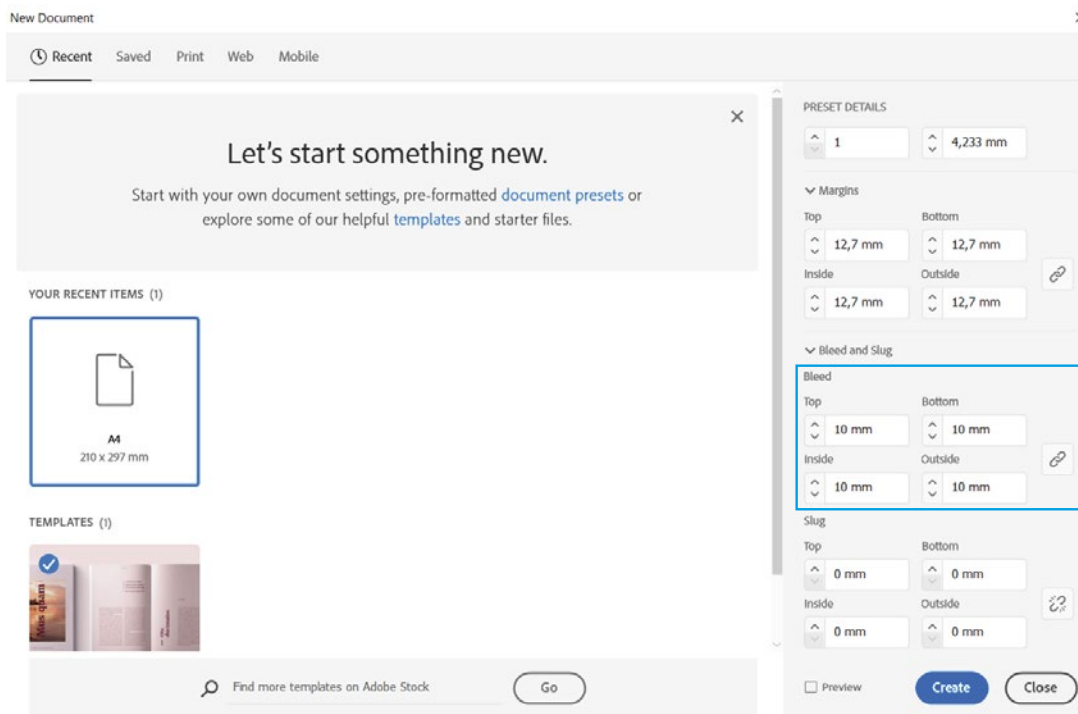 New Document
Recent Saved Print Web Mobile
Let's start something new.
Start with your own document settings, pre-formatted document presets or
explore some of our helpful templates and starter files.
YOUR RECENT ITEMS (1)
A4
210 x 297 mm
TEMPLATES (1)
Mus quam
Find more templates on Adobe Stock
Go
PRESET DETAILS
1 4,233 mm
Margins
Top Bottom
12,7 mm 12,7 mm
Inside Outside
12,7 mm 12,7 mm
Bleed and Slug
Bleed
Top Bottom
10 mm 10 mm
Inside Outside
10 mm 10 mm
Slug
Top Bottom
0 mm 0 mm
Inside Outside
0 mm 0 mm
Preview Create Close